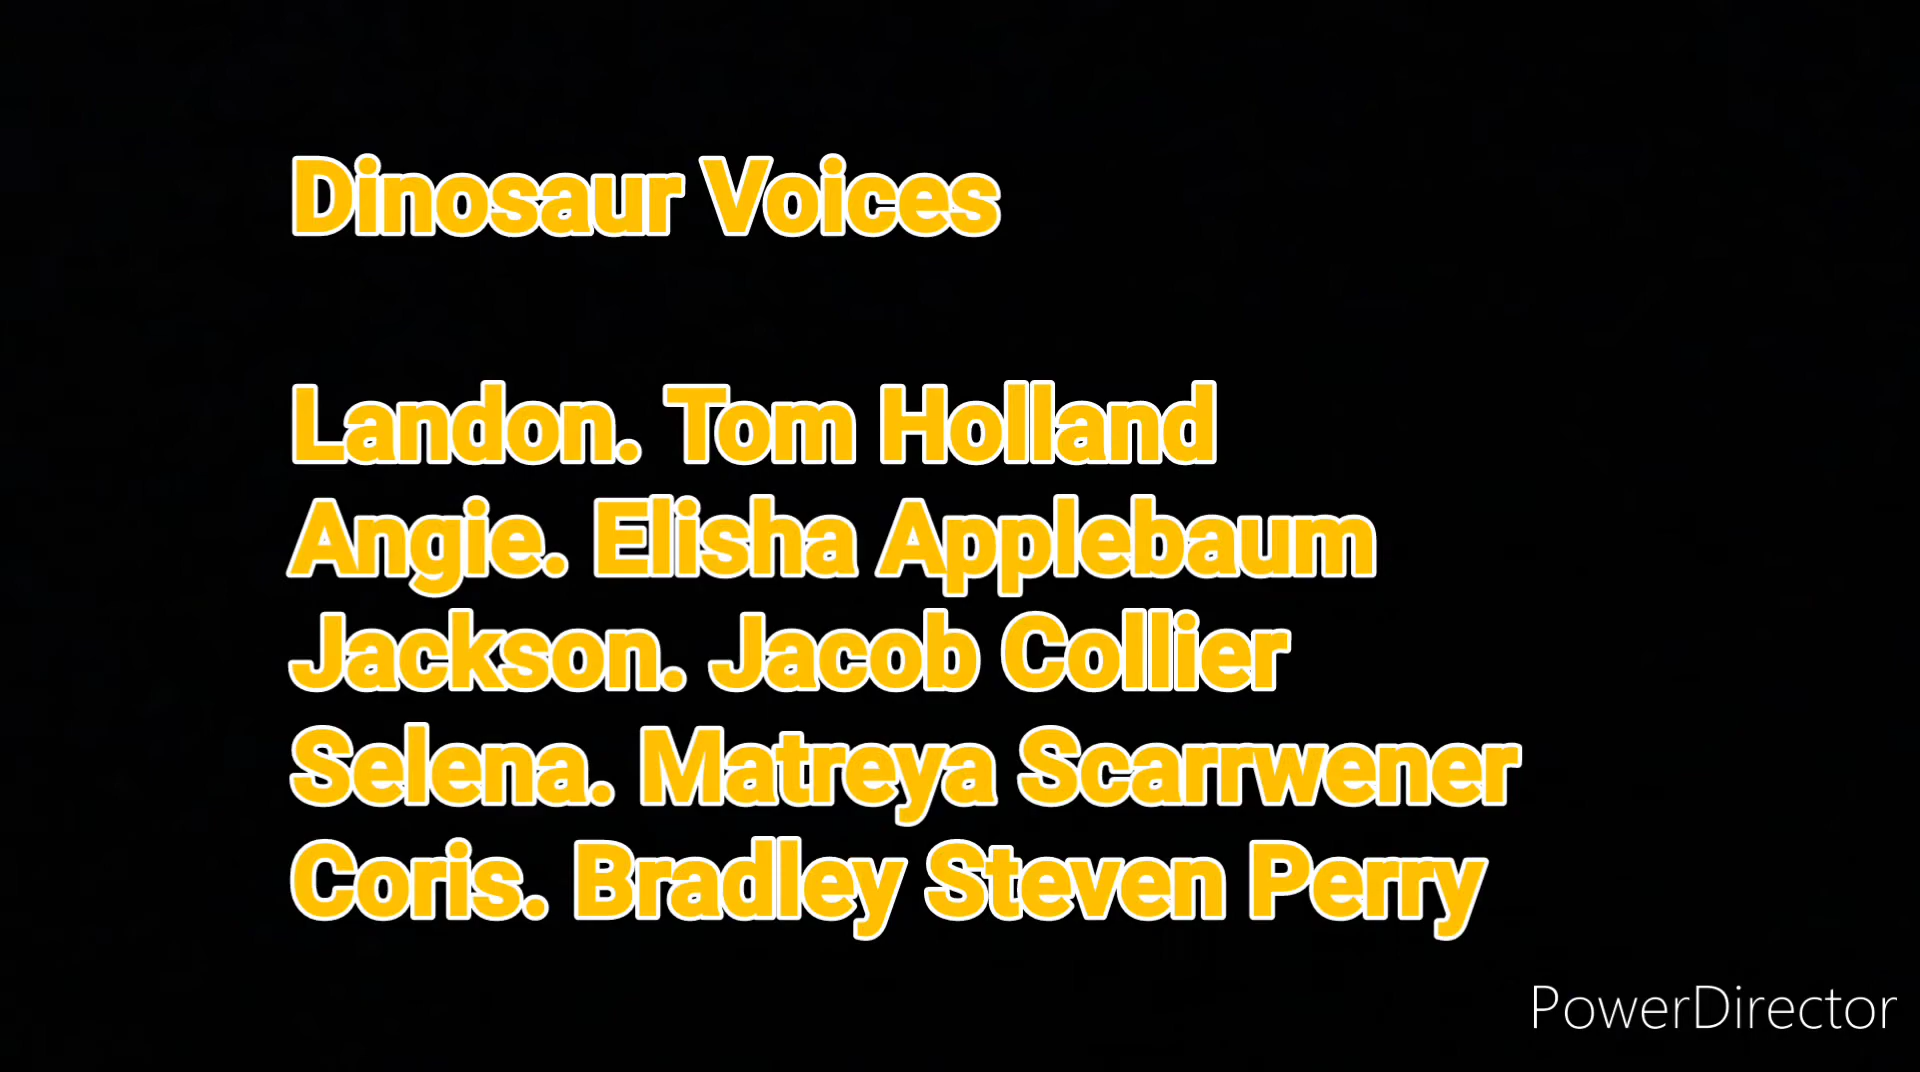 Dinosaur Voices
Landon. Tom Holland
Angie. Elisha Applebaum
Jackson. Jacob Collier
Selena. Matreya Scarrwener
Coris. Bradley Steven Perry
PowerDirector